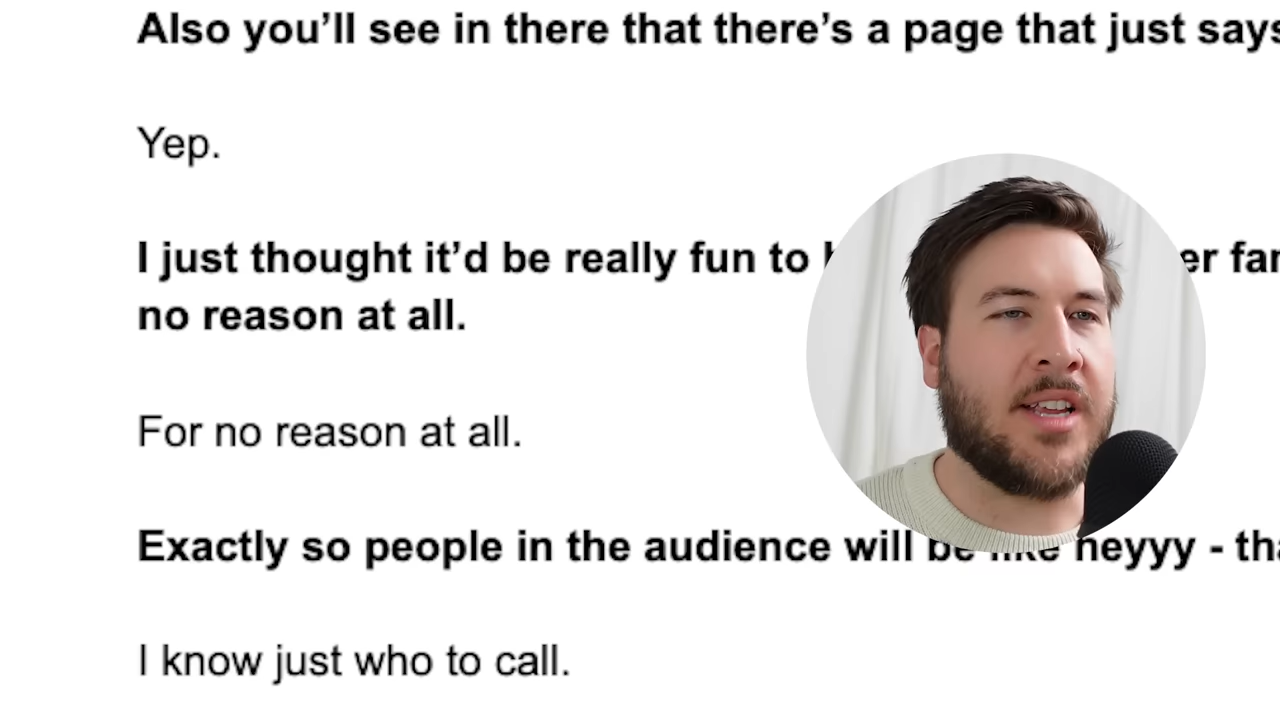 Also you’ll see in there that there’s a page that just says
Yep.
I just thought it’d be really fun to
no reason at all.
For no reason at all.
Exactly so people in the audience will be like heyyy -
I know just who to call.